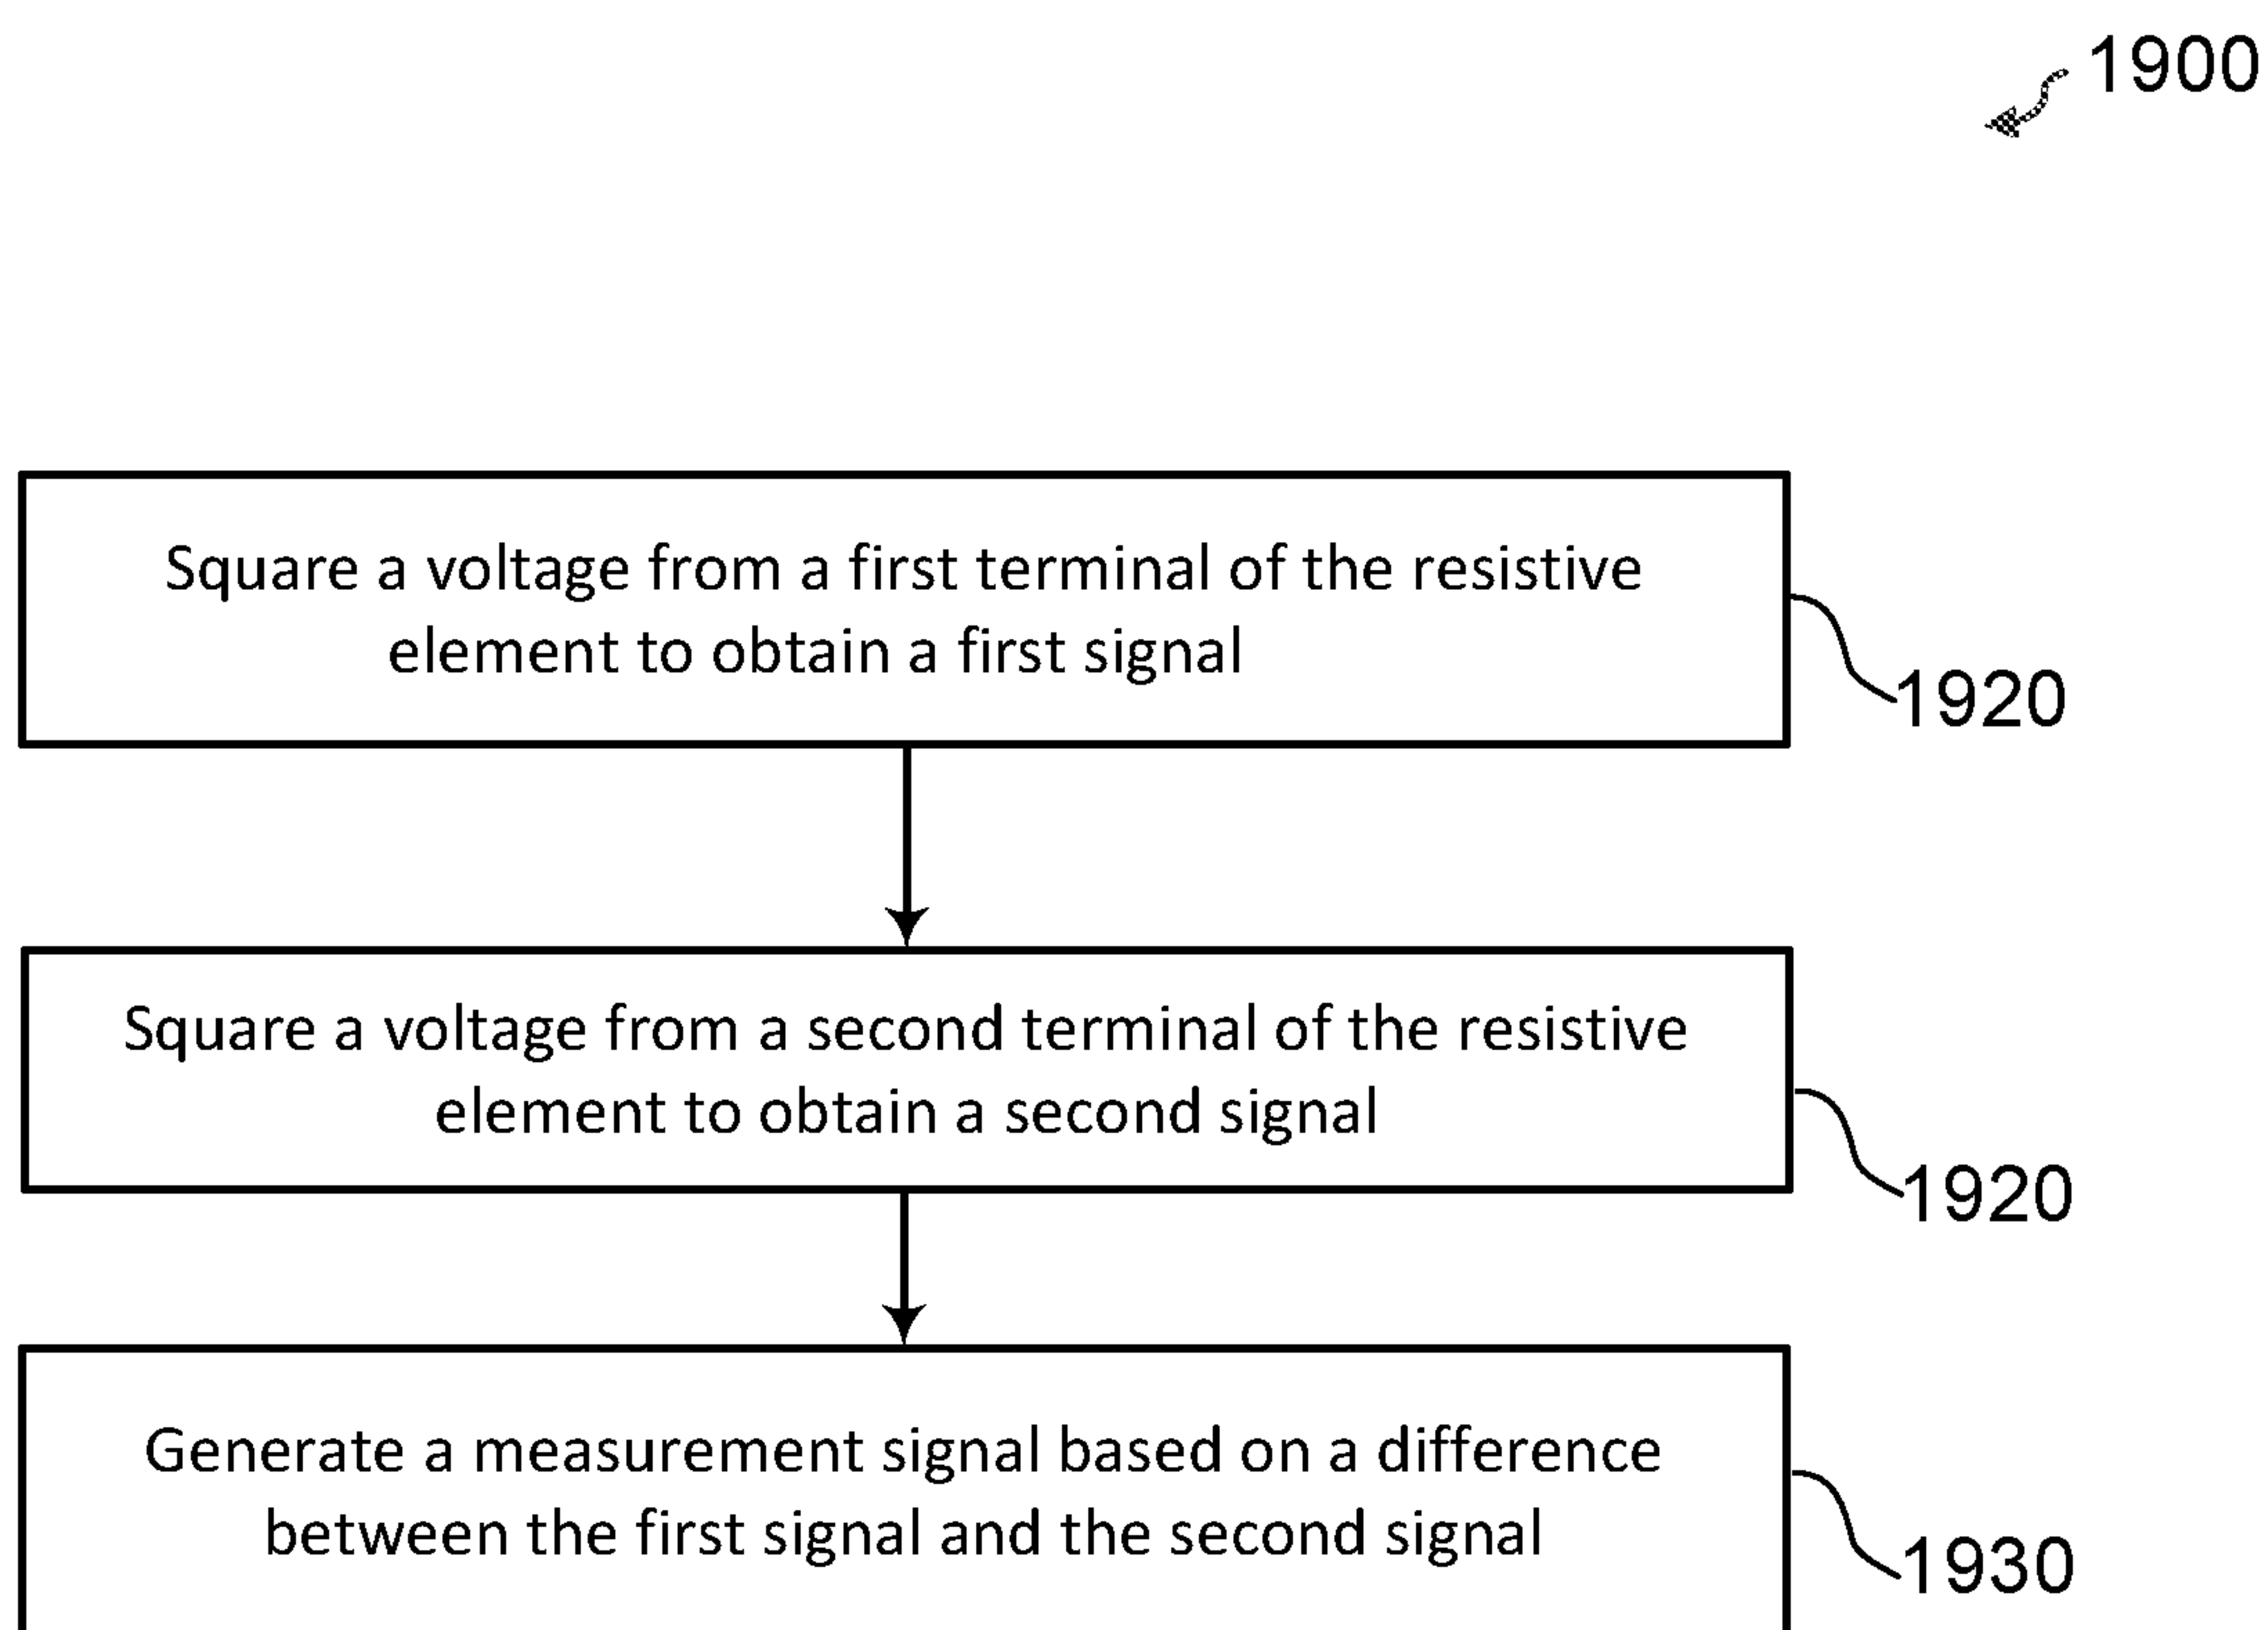 1900
Square a voltage from a first terminal of the resistive
element to obtain a first signal
1920
Square a voltage from a second terminal of the resistive
element to obtain a second signal
1920
Generate a measurement signal based on a difference
between the first signal and the second signal
1930